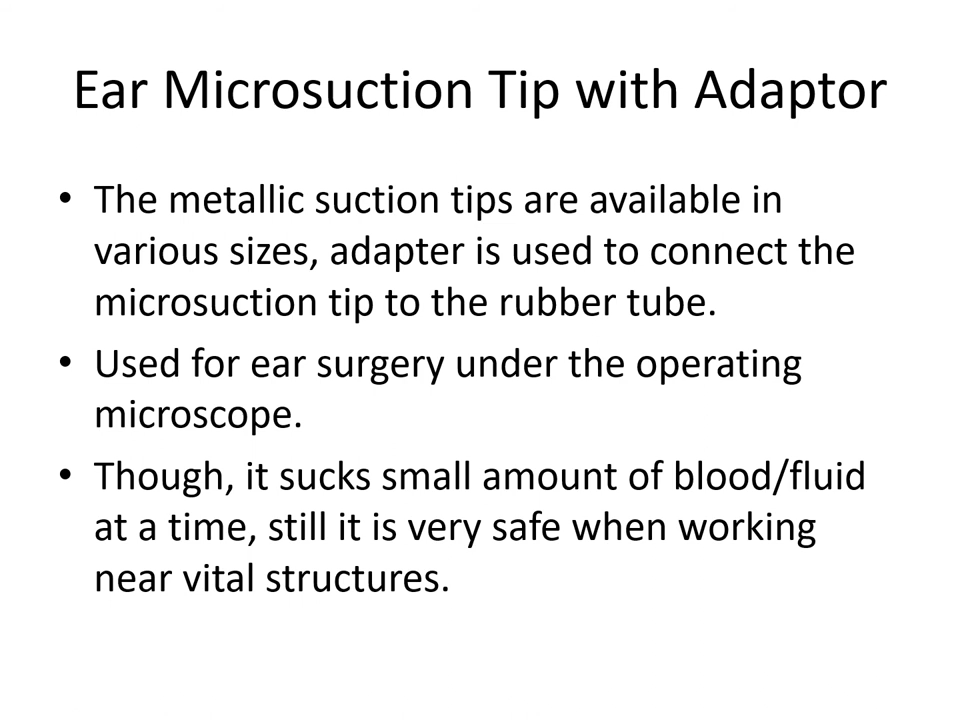 Ear Microsuction Tip with Adaptor
• The metallic suction tips are available in
various sizes, adapter is used to connect the
microsuction tip to the rubber tube.
• Used for ear surgery under the operating
microscope.
• Though, it sucks small amount of blood/fluid
at a time, still it is very safe when working
near vital structures.